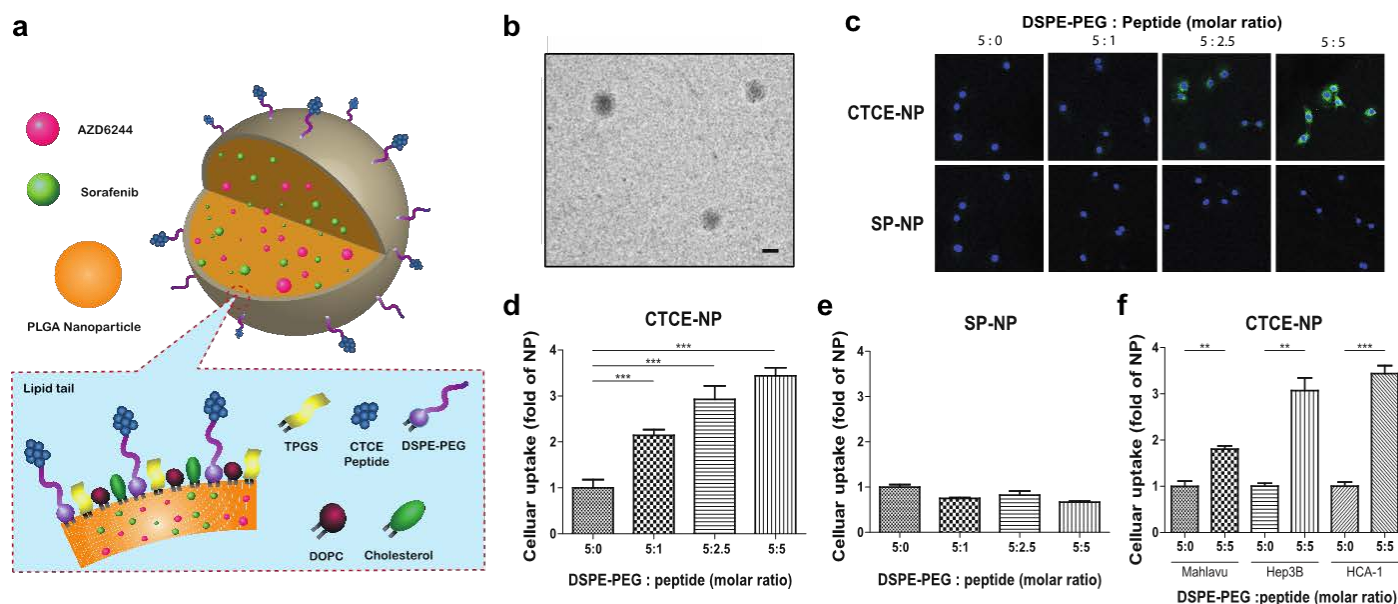 a
AZD6244
Sorafenib
PLGA Nanoparticle
Lipid tail
TPGS
CTCE
Peptide
DSPE-PEG
DOPC
Cholesterol
b
c
DSPE-PEG : Peptide (molar ratio)
5 : 0 5 : 1 5 : 2.5 5 : 5
CTCE-NP
SP-NP
d
CTCE-NP
Celluar uptake (fold of NP)
4
3
2
1
0
***
***
***
5:0 5:1 5:2.5 5:5
DSPE-PEG : peptide (molar ratio)
e
SP-NP
Celluar uptake (fold of NP)
4
3
2
1
0
5:0 5:1 5:2.5 5:5
DSPE-PEG : peptide (molar ratio)
f
CTCE-NP
Celluar uptake (fold of NP)
4
3
2
1
0
** ** ***
5:0 5:5 5:0 5:5 5:0 5:5
Mahlavu Hep3B HCA-1
DSPE-PEG :peptide (molar ratio)